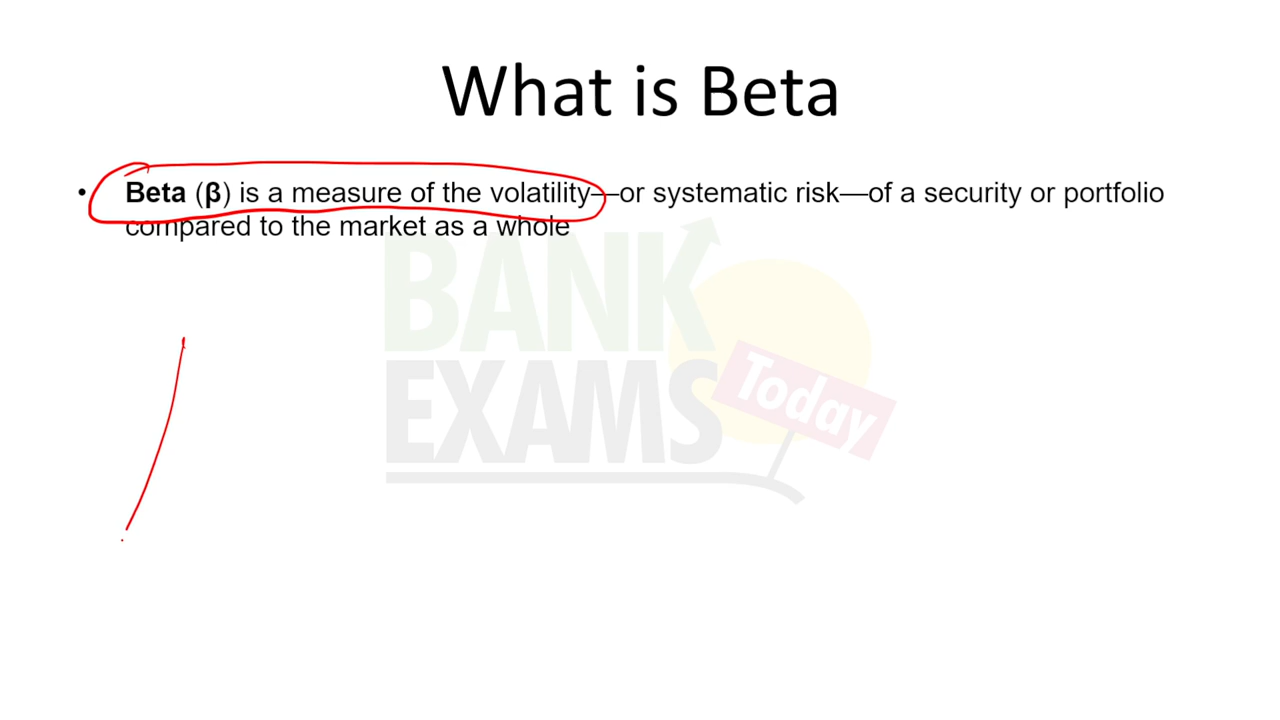 What is Beta
• Beta (β) is a measure of the volatility—or systematic risk—of a security or portfolio
compared to the market as a whole
BANK
EXAMS
Today